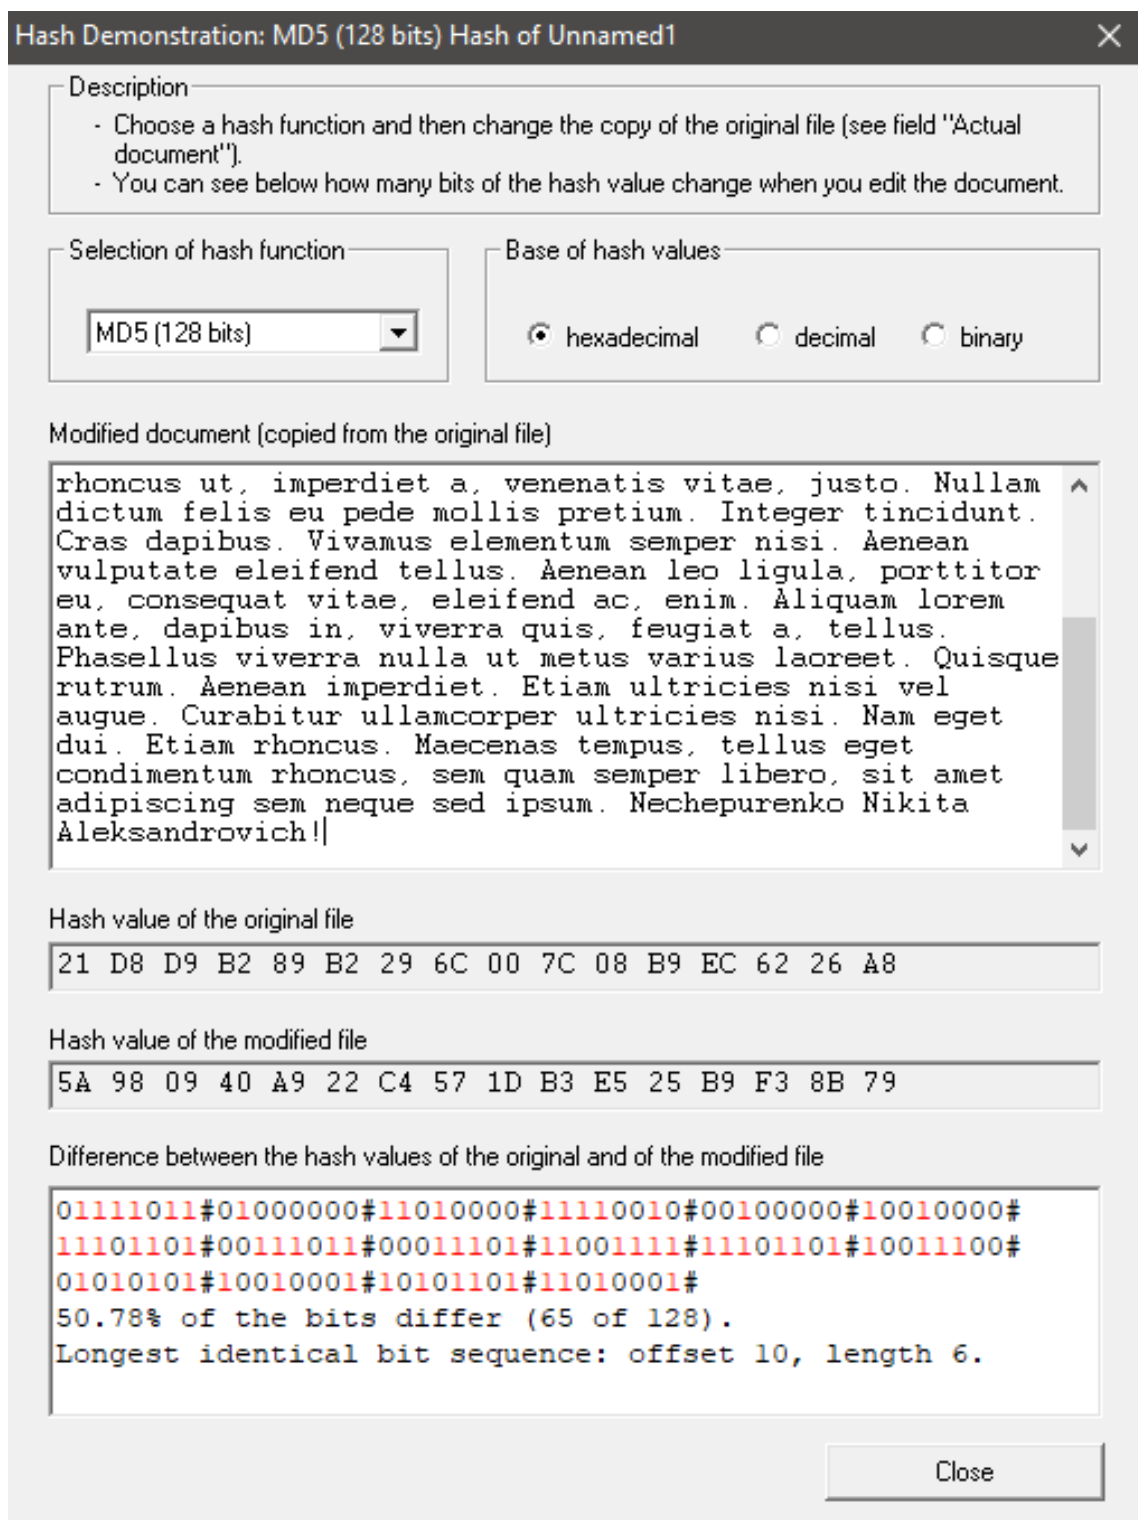 Hash Demonstration: MD5 (128 bits) Hash of Unnamed1
Description
- Choose a hash function and then change the copy of the original file (see field "Actual
document").
- You can see below how many bits of the hash value change when you edit the document.
Selection of hash function
Base of hash values
MD5 (128 bits)
hexadecimal
decimal
binary
Modified document (copied from the original file)
rhoncus ut, imperdiet a, venenatis vitae, justo. Nullam
dictum felis eu pede mollis pretium. Integer tincidunt.
Cras dapibus. Vivamus elementum semper nisi. Aenean
vulputate eleifend tellus. Aenean leo ligula, porttitor
eu, consequat vitae, eleifend ac, enim. Aliquam lorem
ante, dapibus in, viverra quis, feugiat a, tellus.
Phasellus viverra nulla ut metus varius laoreet. Quisque
rutrum. Aenean imperdiet. Etiam ultricies nisi vel
augue. Curabitur ullamcorper ultricies nisi. Nam eget
dui. Etiam rhoncus. Maecenas tempus, tellus eget
condimentum rhoncus, sem quam semper libero, sit amet
adipiscing sem neque sed ipsum. Nechepurenko Nikita
Aleksandrovich!
Hash value of the original file
21 D8 D9 B2 89 B2 29 6C 00 7C 08 B9 EC 62 26 A8
Hash value of the modified file
5A 98 09 40 A9 22 C4 57 1D B3 E5 25 B9 F3 8B 79
Difference between the hash values of the original and of the modified file
01111011#01000000#11010000#11110010#00100000#10010000#
11101101#00111011#00011101#11001111#11101101#10011100#
01010101#10010001#10101101#11010001#
50.78% of the bits differ (65 of 128).
Longest identical bit sequence: offset 10, length 6.
Close